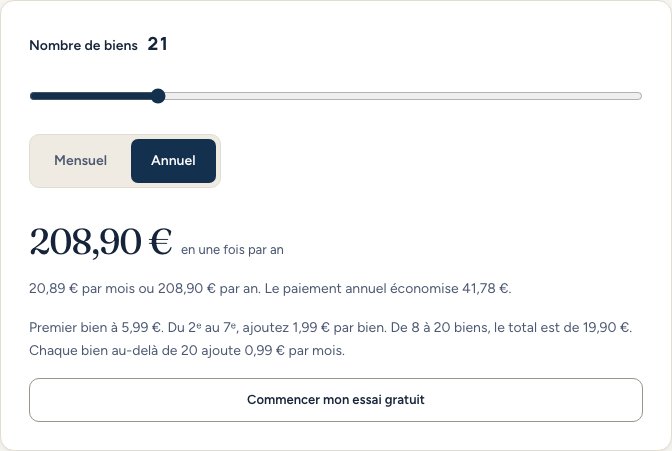 Nombre de biens 21
Mensuel Annuel
208,90 € en une fois par an
20,89 € par mois ou 208,90 € par an. Le paiement annuel économise 41,78 €.
Premier bien à 5,99 €. Du 2ᵉ au 7ᵉ, ajoutez 1,99 € par bien. De 8 à 20 biens, le total est de 19,90 €.
Chaque bien au-delà de 20 ajoute 0,99 € par mois.
Commencer mon essai gratuit